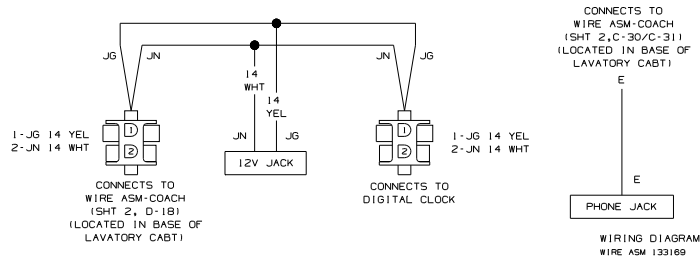 CONNECTS TO
WIRE ASM-COACH
(SHT 2,C-30/C-31)
(LOCATED IN BASE OF
LAVATORY CABT)
E
JG
JN
14
WHT
14
YEL
JN
JG
1-JG 14 YEL
2-JN 14 WHT
1
2
JN
JG
12V JACK
1
2
1-JG 14 YEL
2-JN 14 WHT
CONNECTS TO
WIRE ASM-COACH
(SHT 2, D-18)
(LOCATED IN BASE OF
LAVATORY CABT)
CONNECTS TO
DIGITAL CLOCK
E
PHONE JACK
WIRING DIAGRAM
WIRE ASM 133169